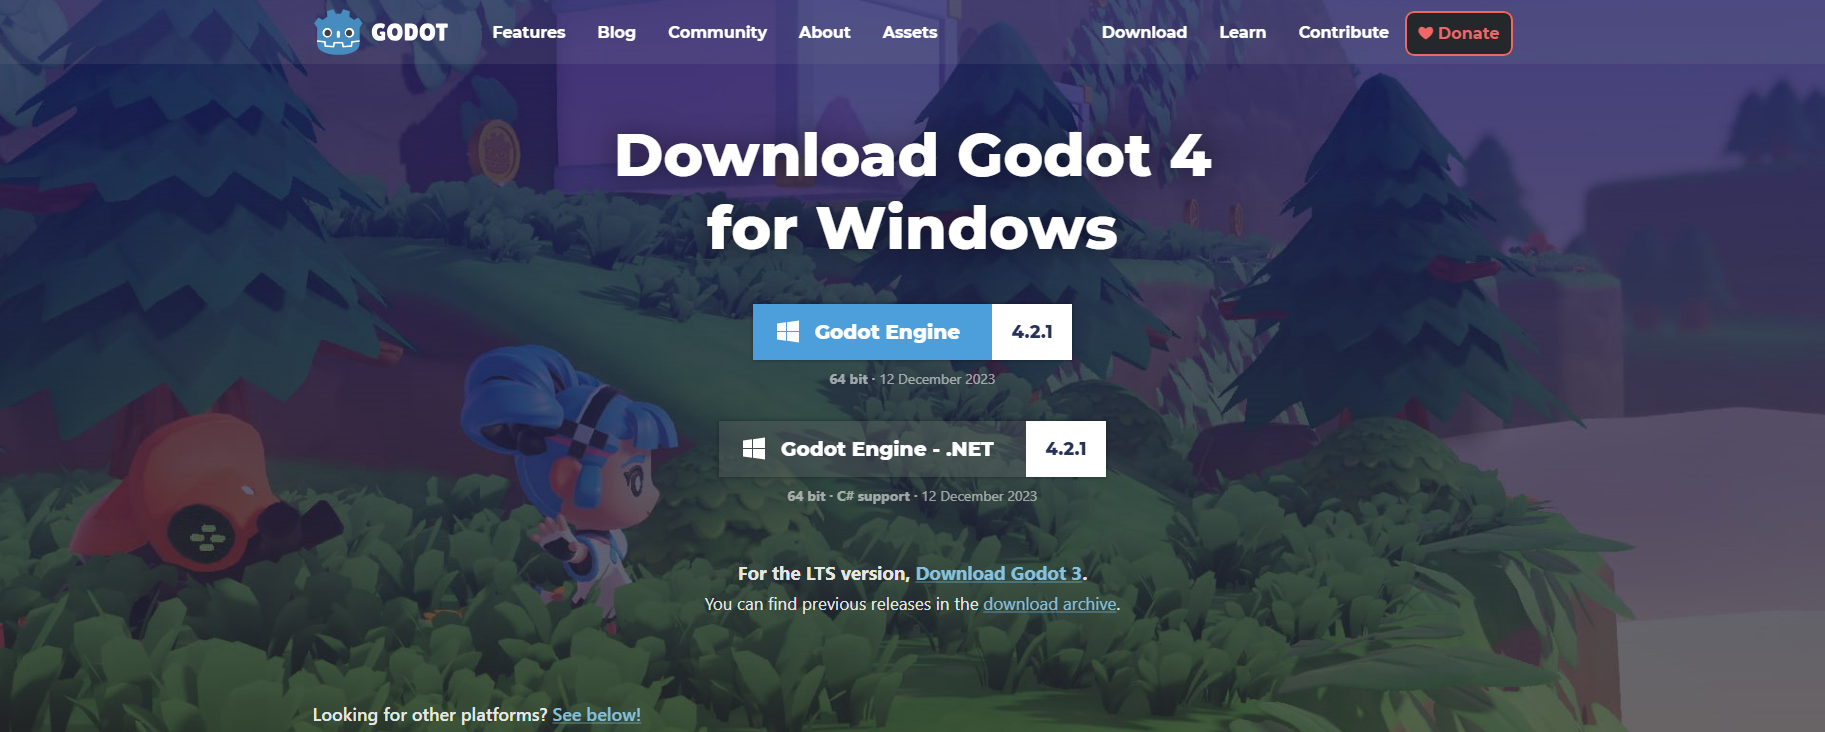 GODOT
Features Blog Community About Assets
Download Learn Contribute Donate
Download Godot 4
for Windows
Godot Engine 4.2.1
64 bit · 12 December 2023
Godot Engine - .NET 4.2.1
64 bit · C# support · 12 December 2023
For the LTS version, Download Godot 3.
You can find previous releases in the download archive.
Looking for other platforms? See below!